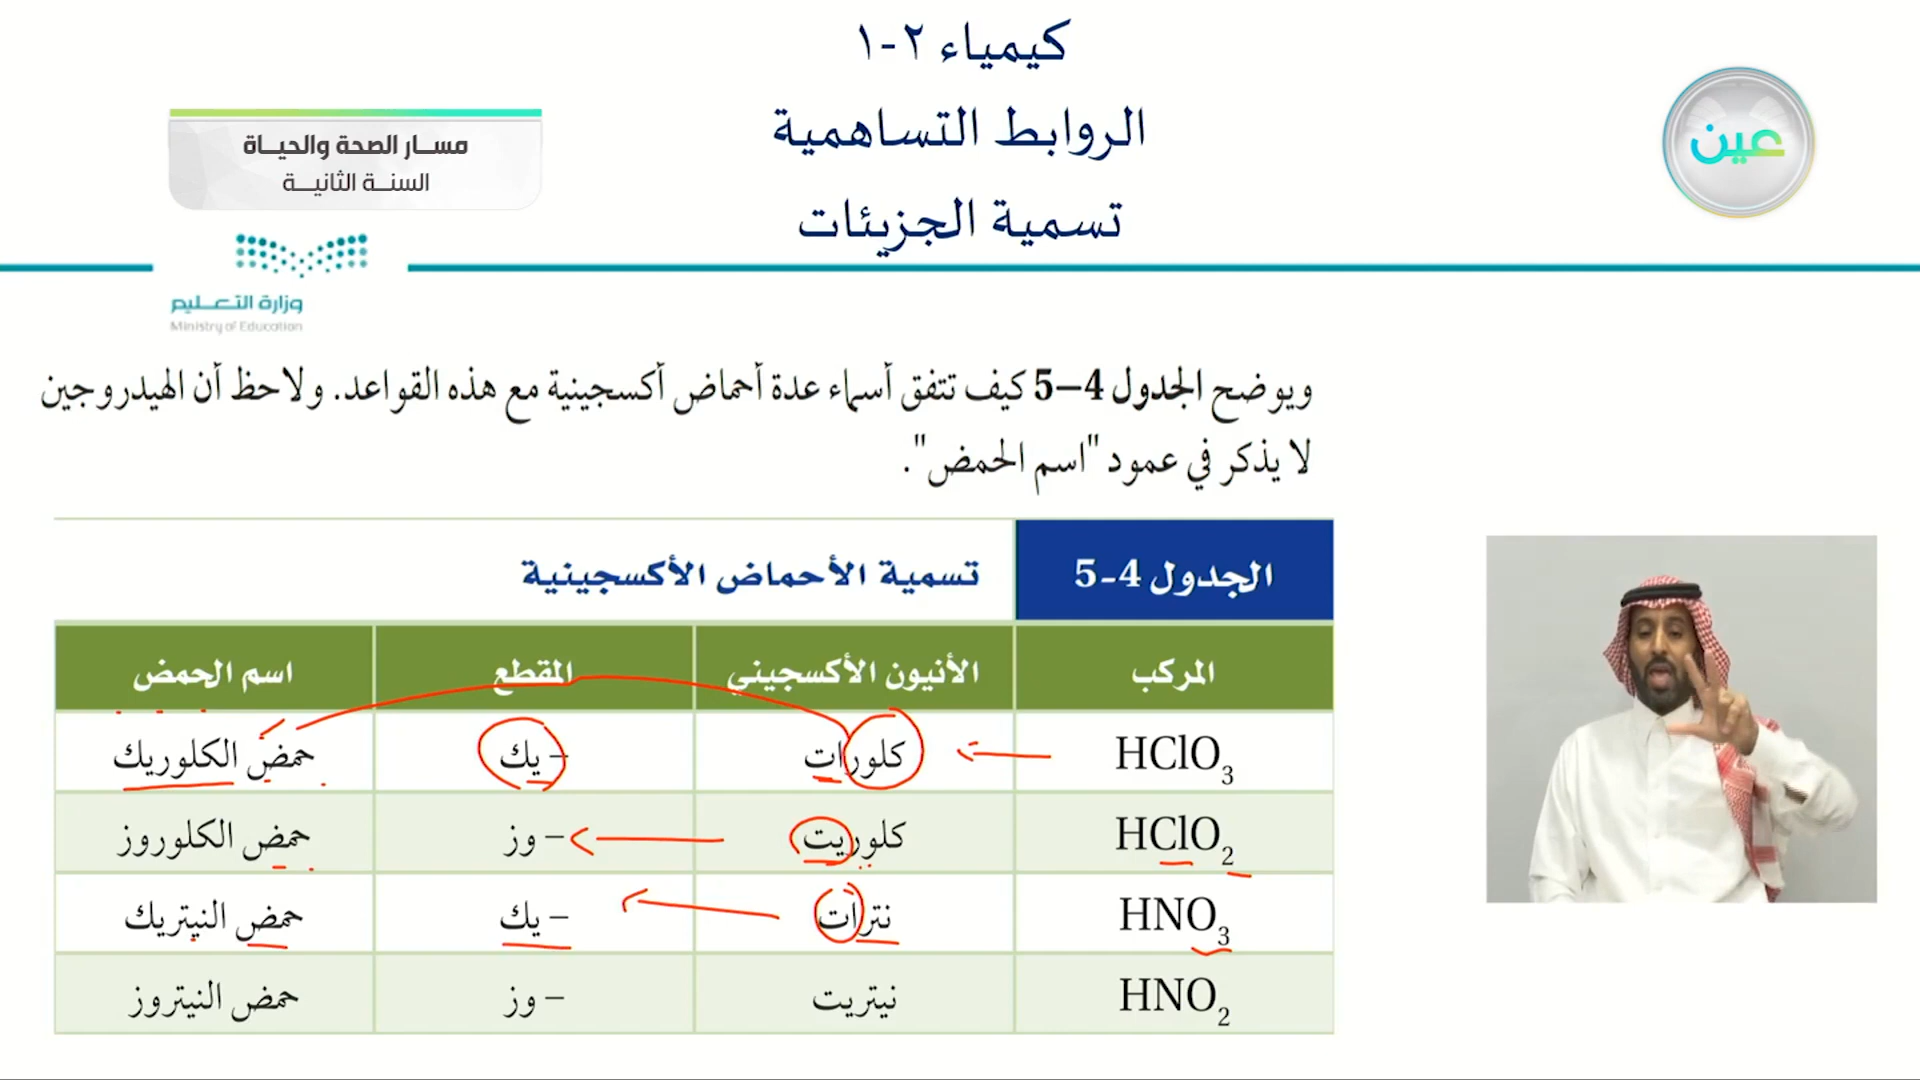 كيمياء ٢-١
الروابط التساهمية
تسمية الجزيئات
عين
مسار الصحة والحياة
السنة الثانية
وزارة التعليم
Ministry of Education
ويوضح الجدول 4–5 كيف تتفق أسماء عدة أحماض أكسجينية مع هذه القواعد. ولاحظ أن الهيدروجين
لا يذكر في عمود "اسم الحمض".
الجدول 4-5 تسمية الأحماض الأكسجينية
المركب الأنيون الأكسجيني المقطع اسم الحمض
HClO3 كلورات – يك حمض الكلوريك
HClO2 كلوريت – وز حمض الكلوروز
HNO3 نترات – يك حمض النيتريك
HNO2 نيتريت – وز حمض النيتروز